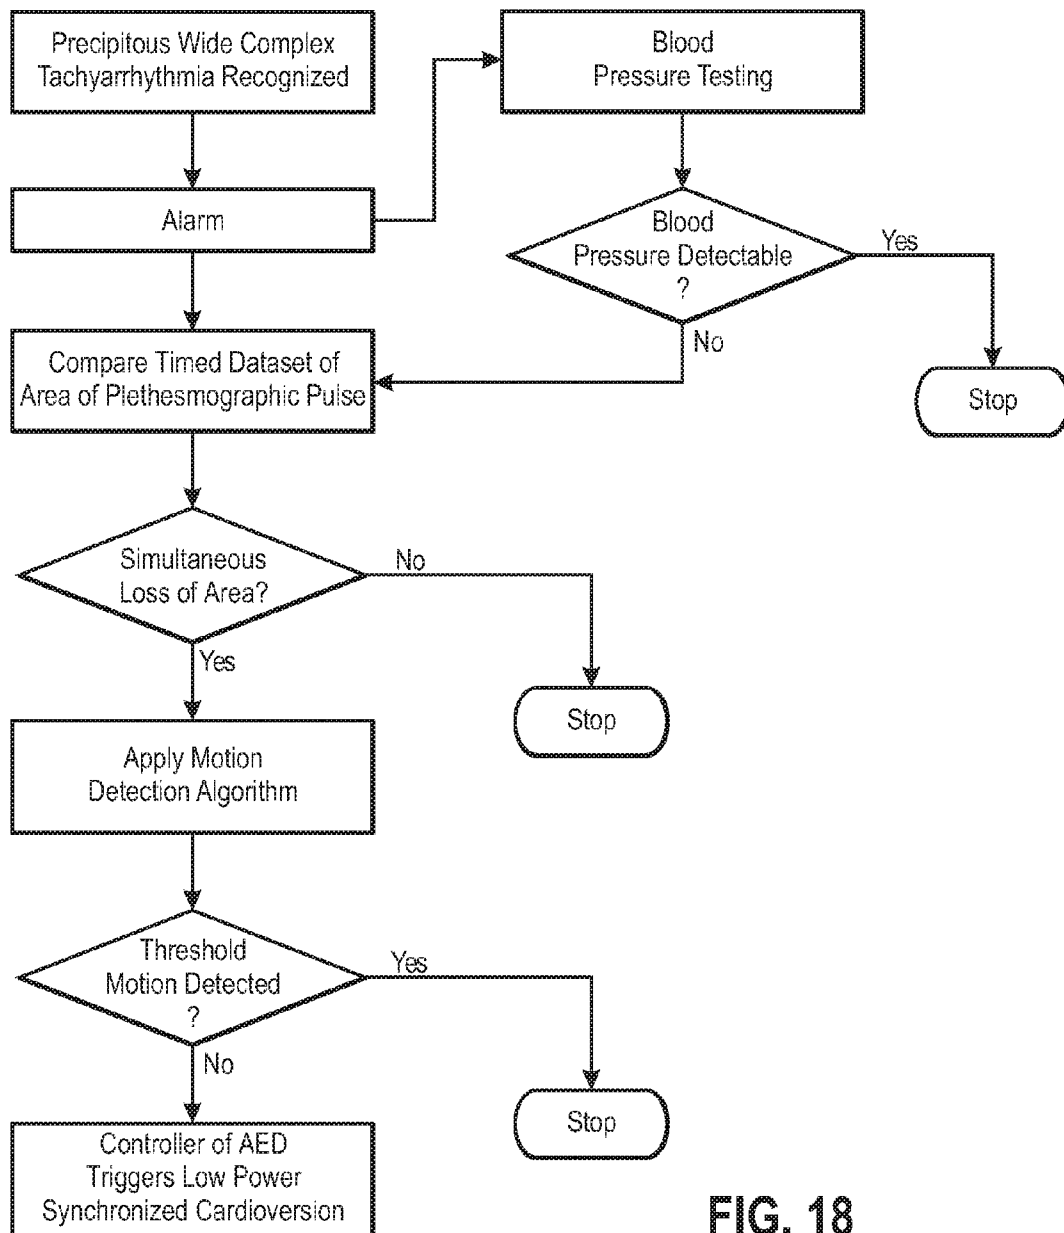 Precipitous Wide Complex
Tachyarrhythmia Recognized
Blood
Pressure Testing
Alarm
Blood
Pressure Detectable
?
Yes
No
Compare Timed Dataset of
Area of Plethesmographic Pulse
Stop
Simultaneous
Loss of Area?
No
Yes
Stop
Apply Motion
Detection Algorithm
Threshold
Motion Detected
?
Yes
No
Stop
Controller of AED
Triggers Low Power
Synchronized Cardioversion
FIG. 18